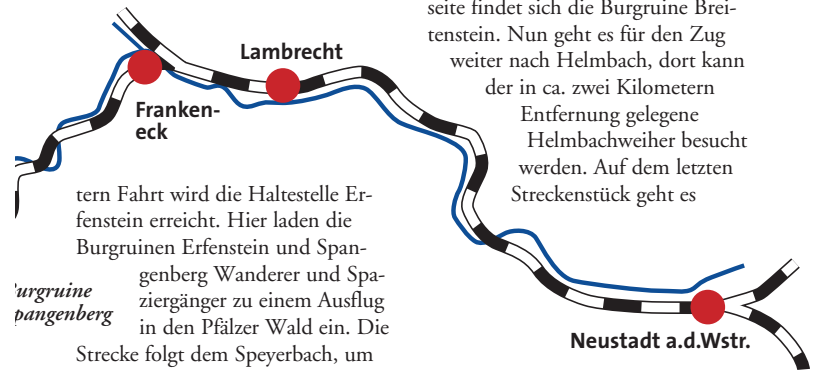 seite findet sich die Burgruine Brei-
tenstein. Nun geht es für den Zug
weiter nach Helmbach, dort kann
der in ca. zwei Kilometern
Entfernung gelegene
Helmbachweiher besucht
werden. Auf dem letzten
Streckenstück geht es
Lambrecht
Franken-
eck
tern Fahrt wird die Haltestelle Er-
fenstein erreicht. Hier laden die
Burgruinen Erfenstein und Span-
genberg Wanderer und Spa-
ziergänger zu einem Ausflug
in den Pfälzer Wald ein. Die
Strecke folgt dem Speyerbach, um
urgruine
pangenberg
Neustadt a.d.Wstr.